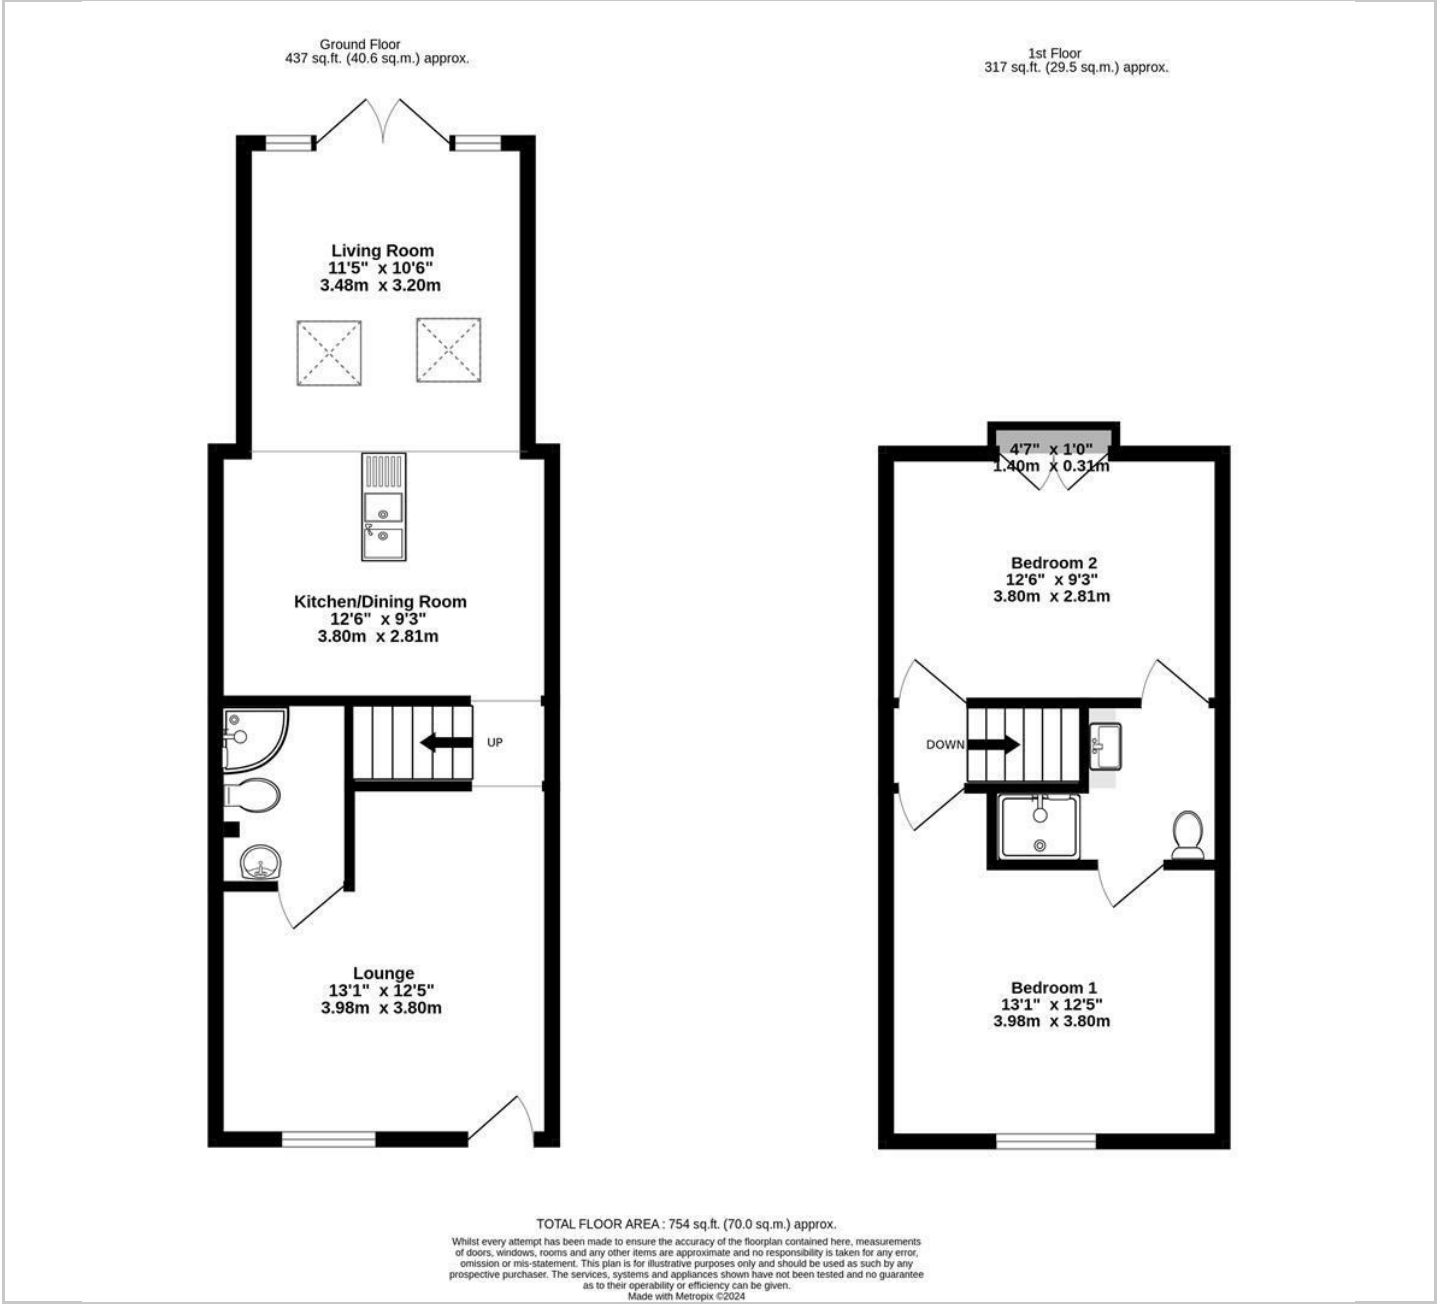 Ground Floor
437 sq.ft. (40.6 sq.m.) approx.
Living Room
11'5" x 10'6"
3.48m x 3.20m
Kitchen/Dining Room
12'6" x 9'3"
3.80m x 2.81m
UP
Lounge
13'1" x 12'5"
3.98m x 3.80m
1st Floor
317 sq.ft. (29.5 sq.m.) approx.
4'7" x 1'0"
1.40m x 0.31m
Bedroom 2
12'6" x 9'3"
3.80m x 2.81m
DOWN
Bedroom 1
13'1" x 12'5"
3.98m x 3.80m
TOTAL FLOOR AREA : 754 sq.ft. (70.0 sq.m.) approx.
Whilst every attempt has been made to ensure the accuracy of the floorplan contained here, measurements
of doors, windows, rooms and any other items are approximate and no responsibility is taken for any error,
omission or mis-statement. This plan is for illustrative purposes only and should be used as such by any
prospective purchaser. The services, systems and appliances shown have not been tested and no guarantee
as to their operability or efficiency can be given.
Made with Metropix ©2024